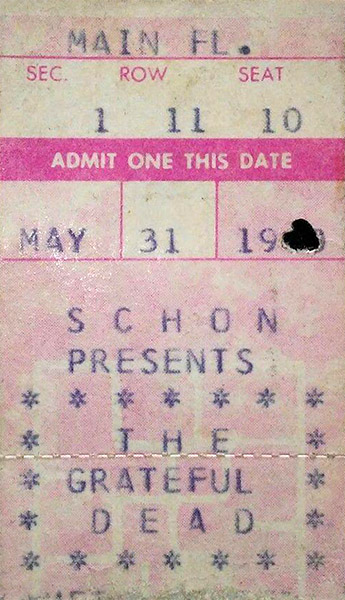 MAIN FL.
SEC. ROW SEAT
1 11 10
ADMIT ONE THIS DATE
MAY 31
SCHON
PRESENTS
* * * * * *
* THE *
* GRATEFUL *
* DEAD *
* * * * * *